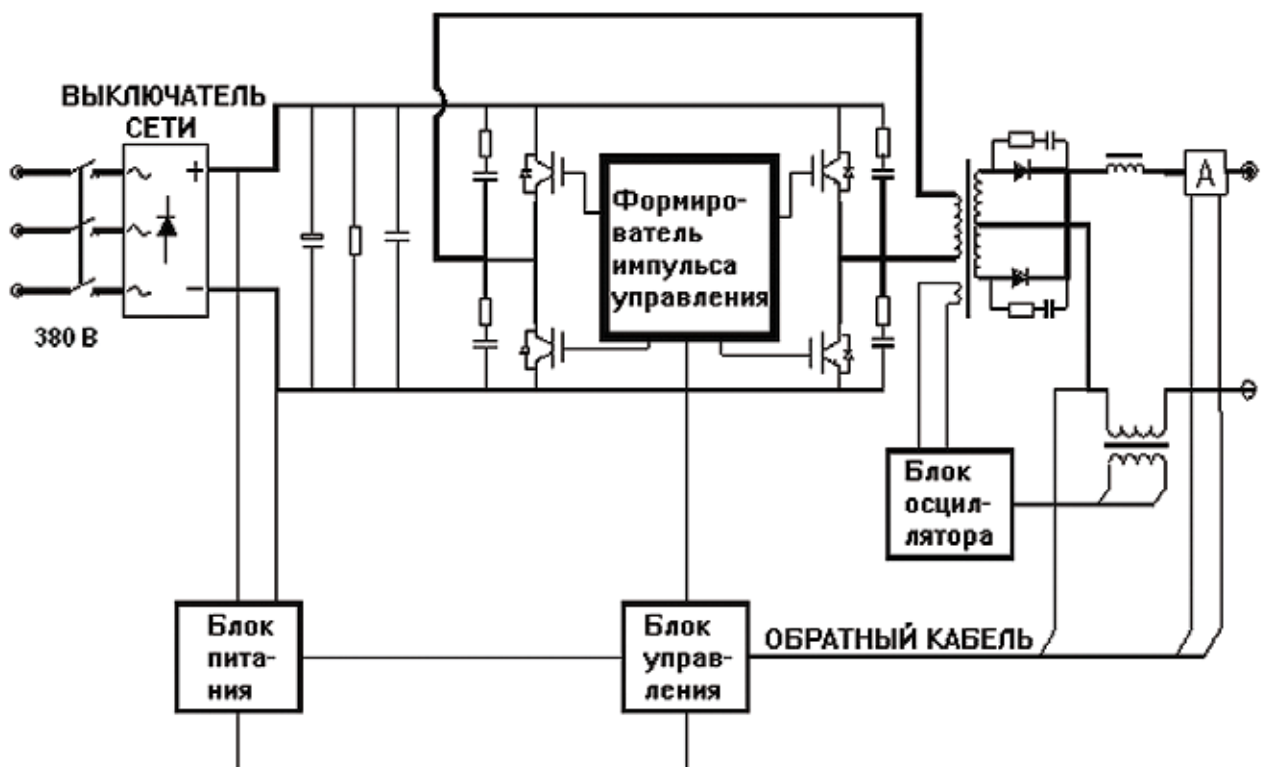 ВЫКЛЮЧАТЕЛЬ
СЕТИ
+
−
380 В
Формиро-
ватель
импульса
управления
А
Блок
осцил-
лятора
Блок
пита-
ния
Блок
управ-
ления
ОБРАТНЫЙ КАБЕЛЬ